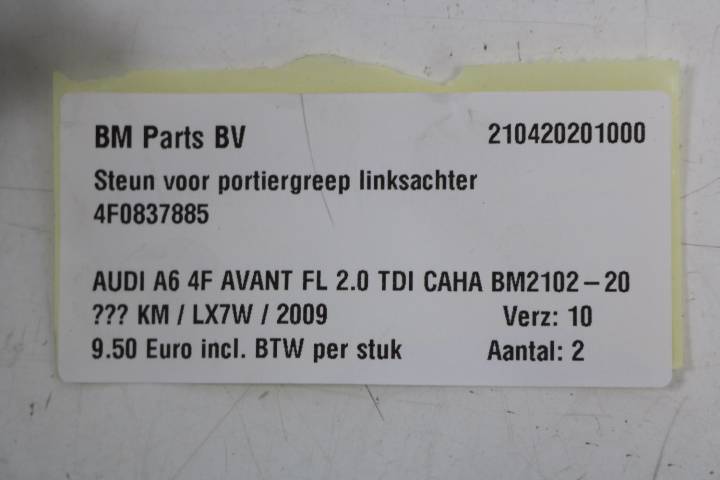 BM Parts BV 210420201000
Steun voor portiergreep linksachter
4F0837885
AUDI A6 4F AVANT FL 2.0 TDI CAHA BM2102-20
??? KM / LX7W / 2009 Verz: 10
9.50 Euro incl. BTW per stuk Aantal: 2